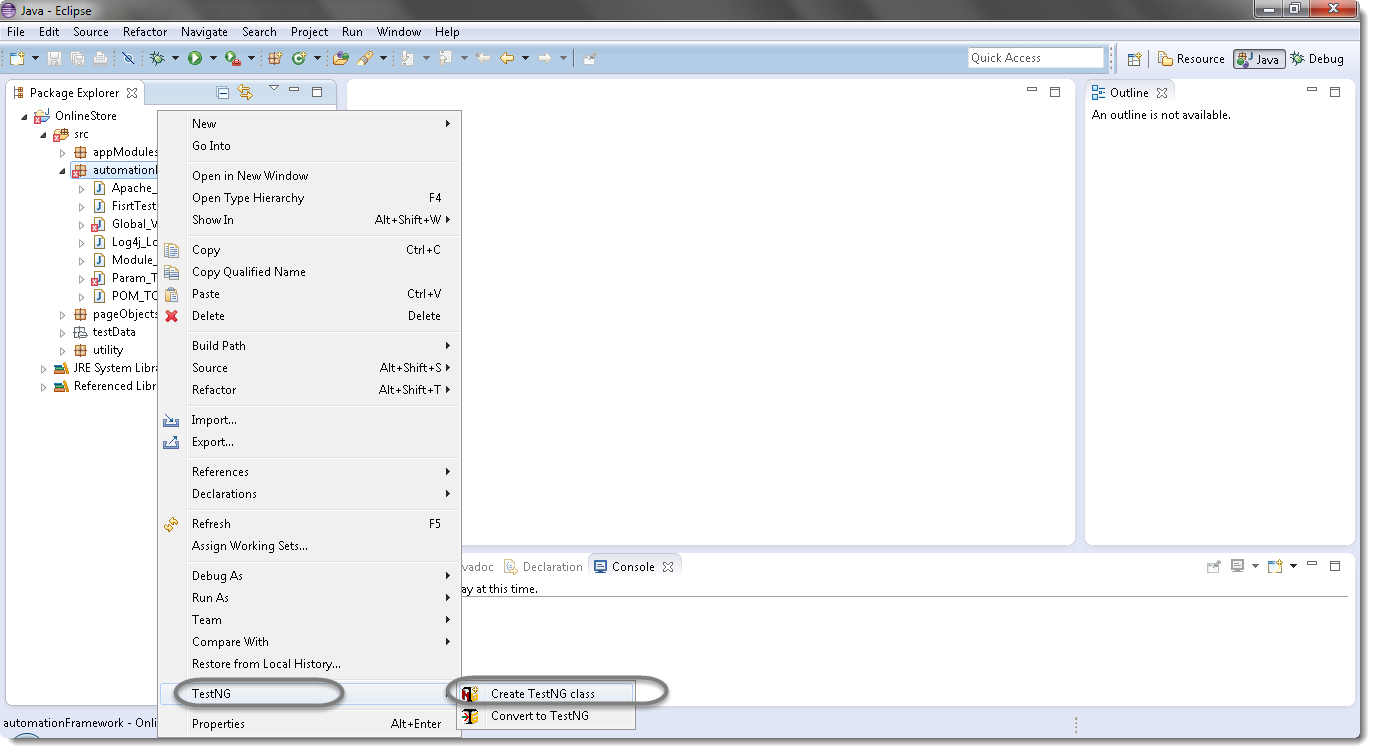 Java - Eclipse
File Edit Source Refactor Navigate Search Project Run Window Help
Quick Access
Resource Java Debug
Package Explorer
OnlineStore
src
appModules
automationF
Apache_
FisrtTest
Global_V
Log4j_Lo
Module_
Param_T
POM_TC
pageObjects
testData
utility
JRE System Libra
Referenced Libr
New
Go Into
Open in New Window
Open Type Hierarchy F4
Show In Alt+Shift+W
Copy Ctrl+C
Copy Qualified Name
Paste Ctrl+V
Delete Delete
Build Path
Source Alt+Shift+S
Refactor Alt+Shift+T
Import...
Export...
References
Declarations
Refresh F5
Assign Working Sets...
Debug As
Run As
Team
Compare With
Restore from Local History...
TestNG
Properties Alt+Enter
Create TestNG class
Convert to TestNG
Outline
An outline is not available.
vadoc Declaration Console
ay at this time.
automationFramework - Onli